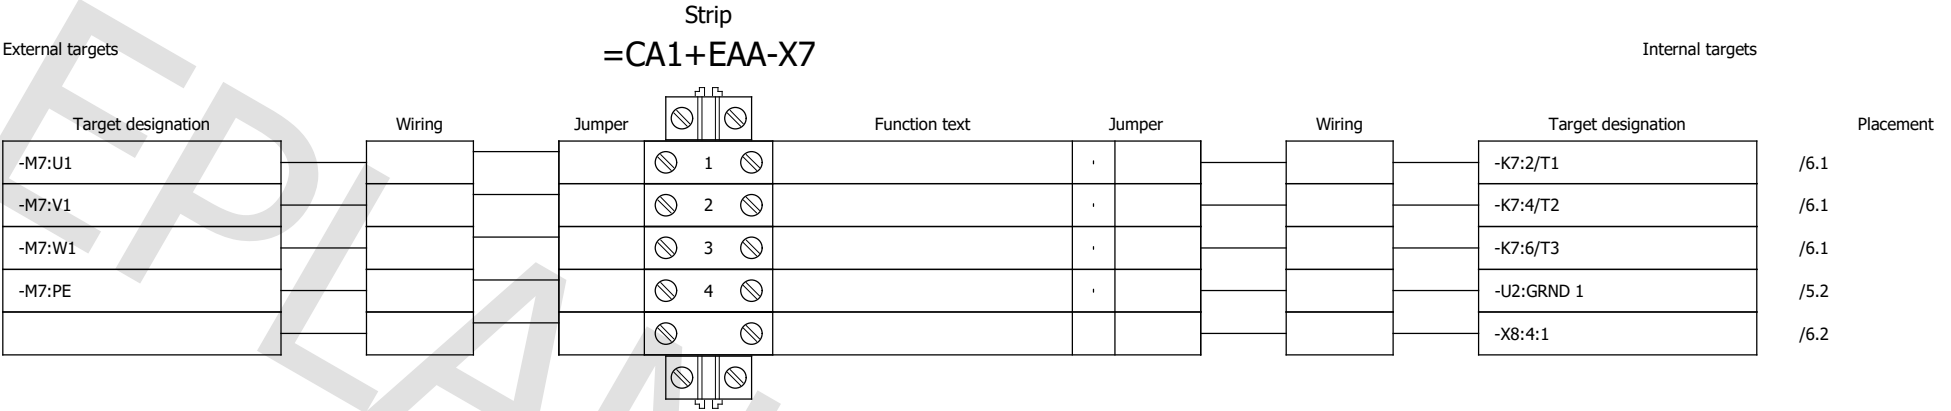 Strip
External targets =CA1+EAA-X7 Internal targets
Target designation Wiring Jumper Function text Jumper Wiring Target designation Placement
-M7:U1 1 -K7:2/T1 /6.1
-M7:V1 2 -K7:4/T2 /6.1
-M7:W1 3 -K7:6/T3 /6.1
-M7:PE 4 -U2:GRND 1 /5.2
-X8:4:1 /6.2
EPLAN